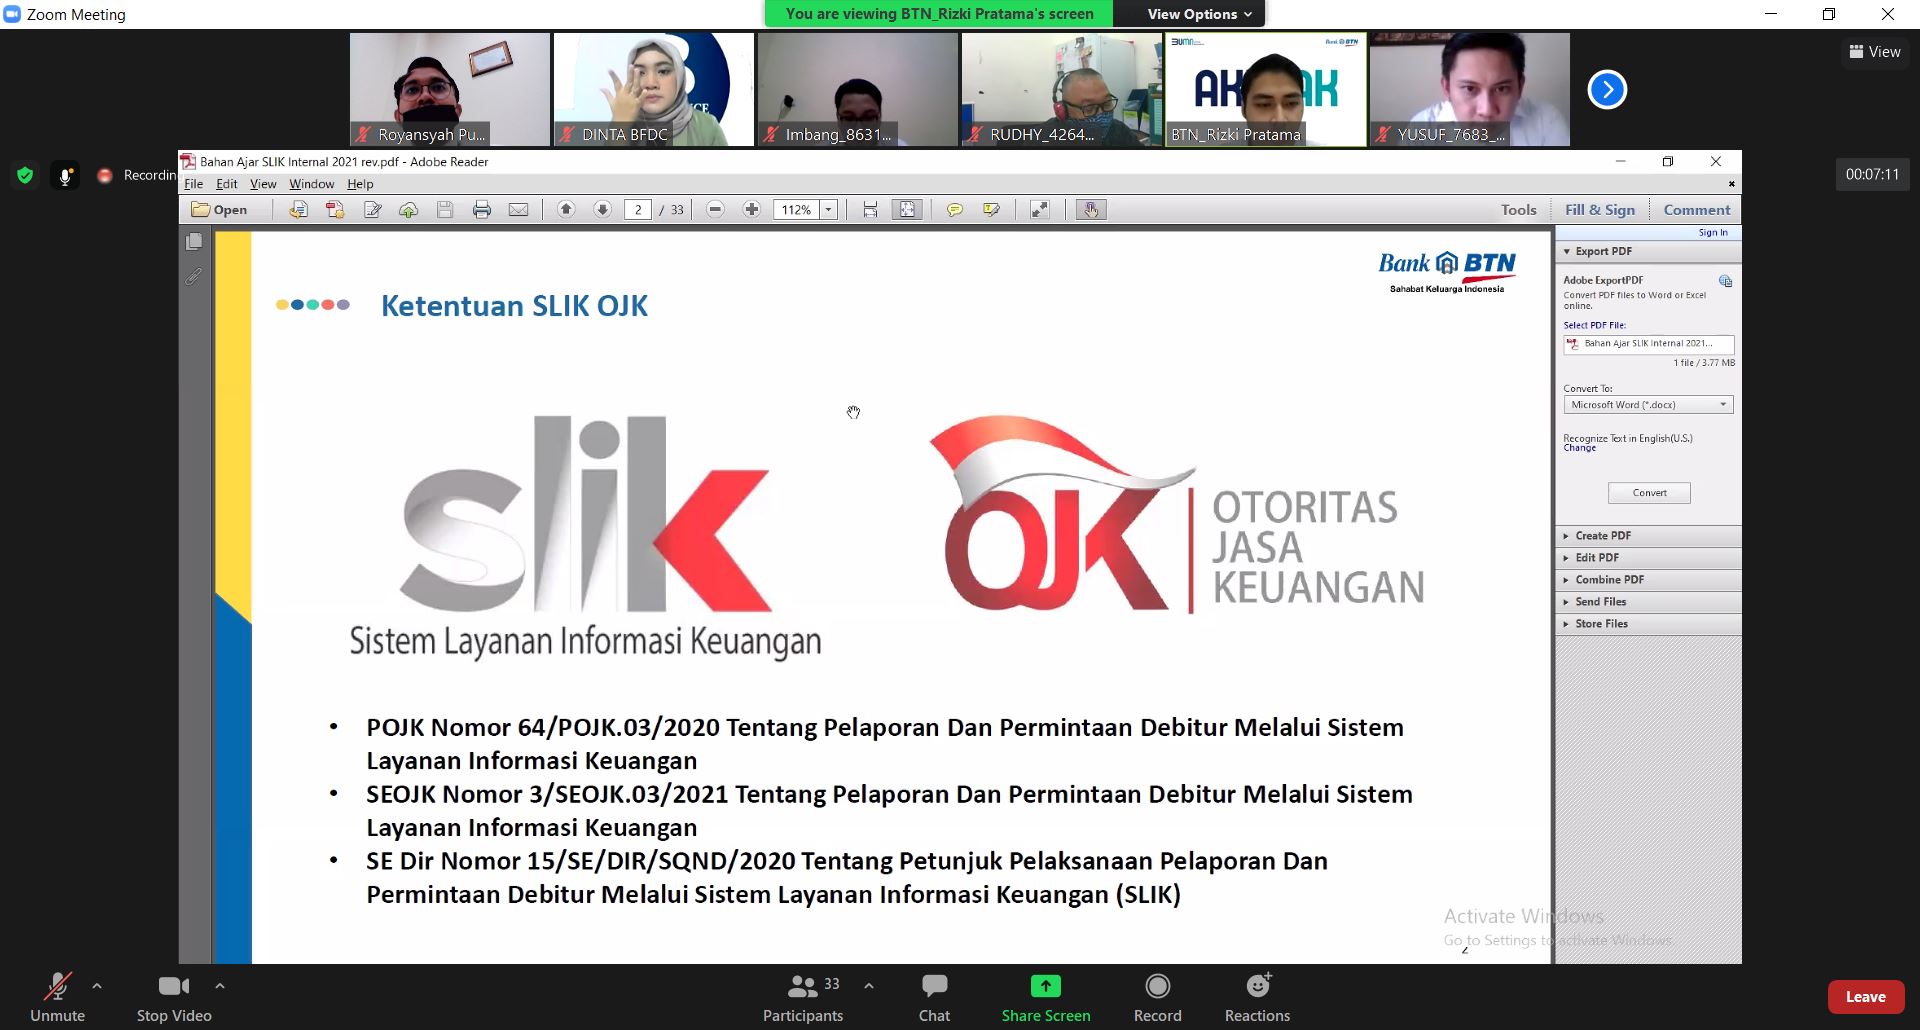 Zoom Meeting
You are viewing BTN_Rizki Pratama's screen
View Options
View
BUMN
Bank BTN
AK
AK
CE
Royansyah Pu...
DINTA BFDC
Imbang_8631...
RUDHY_4264...
BTN_Rizki Pratama
YUSUF_7683_...
Recordin
00:07:11
Bahan Ajar SLIK Internal 2021 rev.pdf - Adobe Reader
File Edit View Window Help
Open
2 / 33
112%
Tools
Fill & Sign
Comment
Sign In
Export PDF
Adobe ExportPDF
Convert PDF files to Word or Excel
online.
Select PDF File:
Bahan Ajar SLIK Internal 2021...
1 file / 3.77 MB
Convert To:
Microsoft Word (*.docx)
Recognize Text in English(U.S.)
Change
Convert
Create PDF
Edit PDF
Combine PDF
Send Files
Store Files
Bank BTN
Sahabat Keluarga Indonesia
Ketentuan SLIK OJK
slik
Sistem Layanan Informasi Keuangan
OJK
OTORITAS
JASA
KEUANGAN
• POJK Nomor 64/POJK.03/2020 Tentang Pelaporan Dan Permintaan Debitur Melalui Sistem
Layanan Informasi Keuangan
• SEOJK Nomor 3/SEOJK.03/2021 Tentang Pelaporan Dan Permintaan Debitur Melalui Sistem
Layanan Informasi Keuangan
• SE Dir Nomor 15/SE/DIR/SQND/2020 Tentang Petunjuk Pelaksanaan Pelaporan Dan
Permintaan Debitur Melalui Sistem Layanan Informasi Keuangan (SLIK)
2
Activate Windows
Go to Settings to activate Windows.
Unmute
Stop Video
33
Participants
Chat
Share Screen
Record
Reactions
Leave